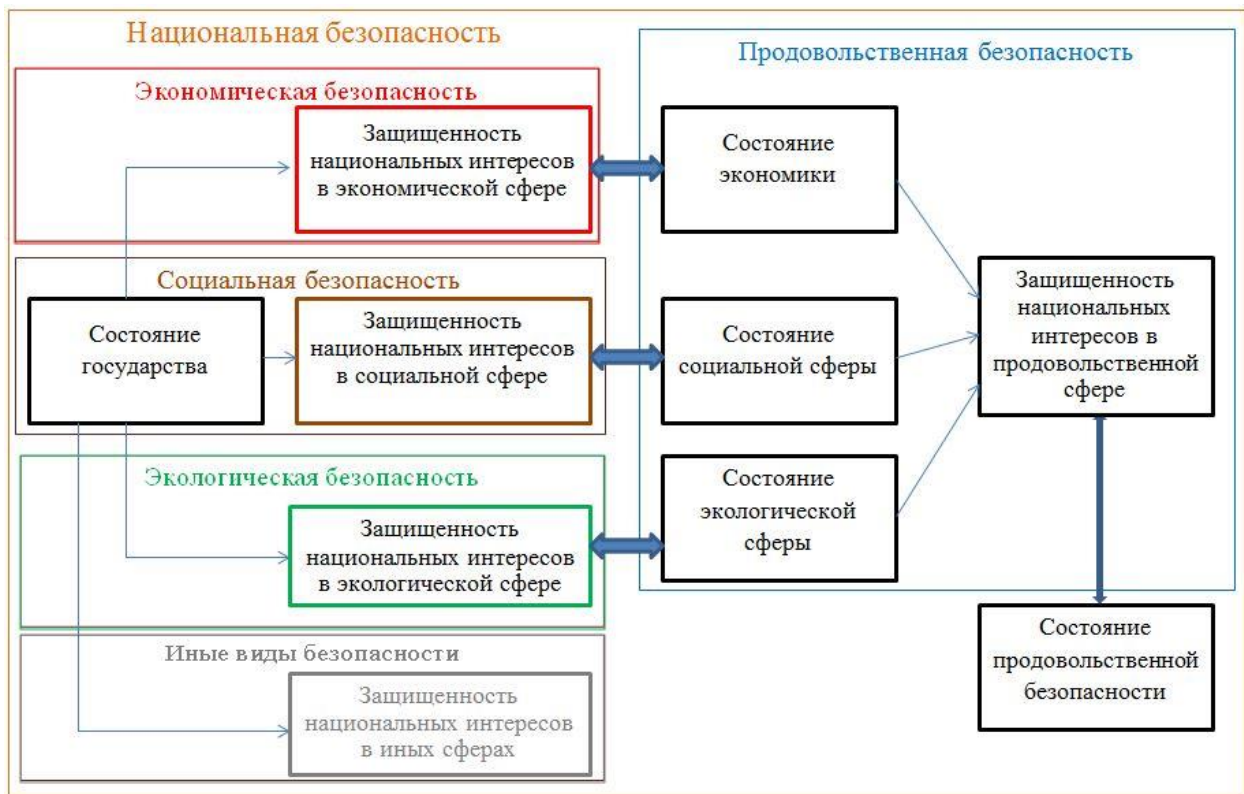 Национальная безопасность
Экономическая безопасность
Защищенность
национальных интересов
в экономической сфере
Социальная безопасность
Состояние
государства
Защищенность
национальных интересов
в социальной сфере
Экологическая безопасность
Защищенность
национальных интересов
в экологической сфере
Иные виды безопасности
Защищенность
национальных интересов
в иных сферах
Продовольственная безопасность
Состояние
экономики
Состояние
социальной сферы
Состояние
экологической
сферы
Защищенность
национальных
интересов в
продовольственной
сфере
Состояние
продовольственной
безопасности